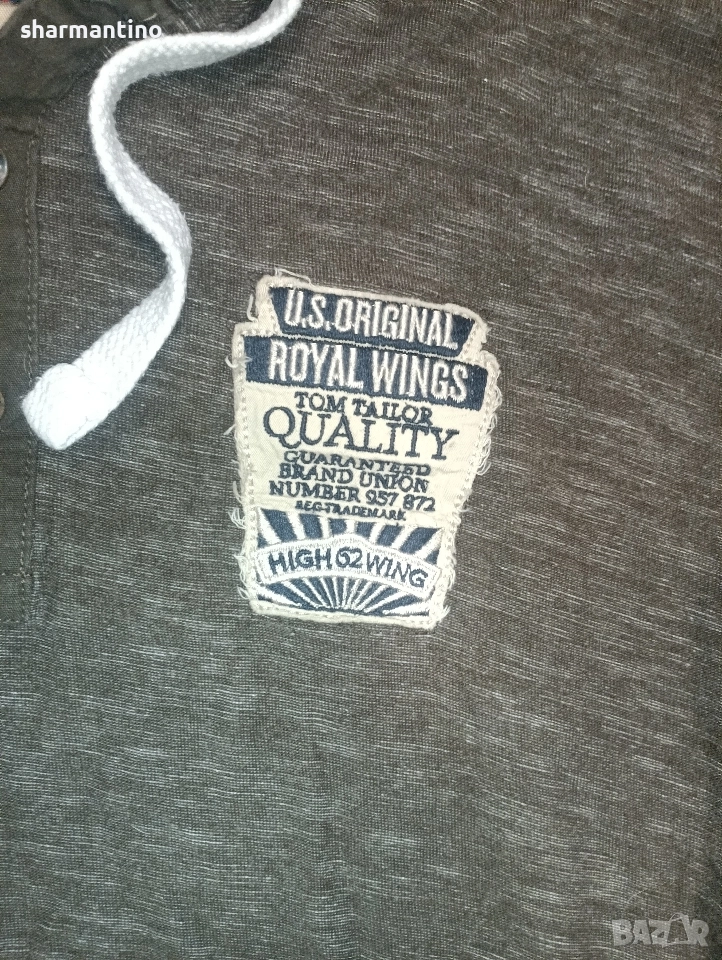 sharmantino
U.S. ORIGINAL
ROYAL WINGS
TOM TAILOR
QUALITY
GUARANTEED
BRAND UNION
NUMBER 957 872
REG·TRADEMARK
HIGH 62 WING
BAZAR